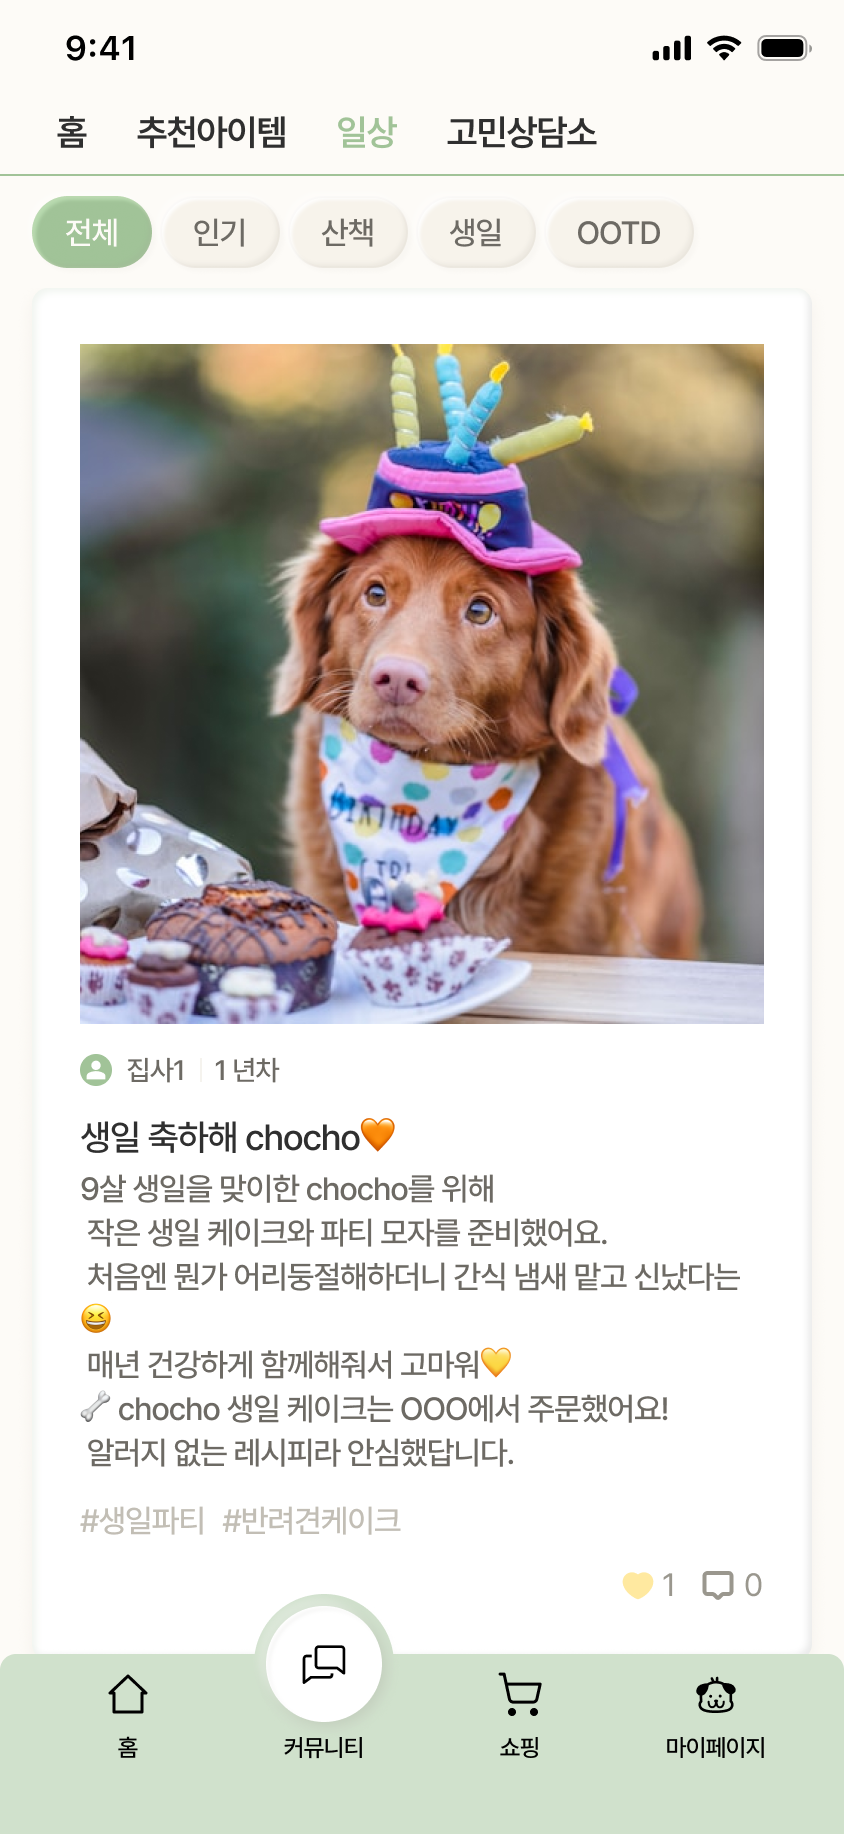 9:41
홈 추천아이템 일상 고민상담소
전체 인기 산책 생일 OOTD
BIRTHDAY
집사1 1 년차
생일 축하해 chocho🧡
9살 생일을 맞이한 chocho를 위해
작은 생일 케이크와 파티 모자를 준비했어요.
처음엔 뭔가 어리둥절해하더니 간식 냄새 맡고 신났다는
😆
매년 건강하게 함께해줘서 고마워💛
🦴 chocho 생일 케이크는 OOO에서 주문했어요!
알러지 없는 레시피라 안심했답니다.
#생일파티 #반려견케이크
1 0
홈 커뮤니티 쇼핑 마이페이지